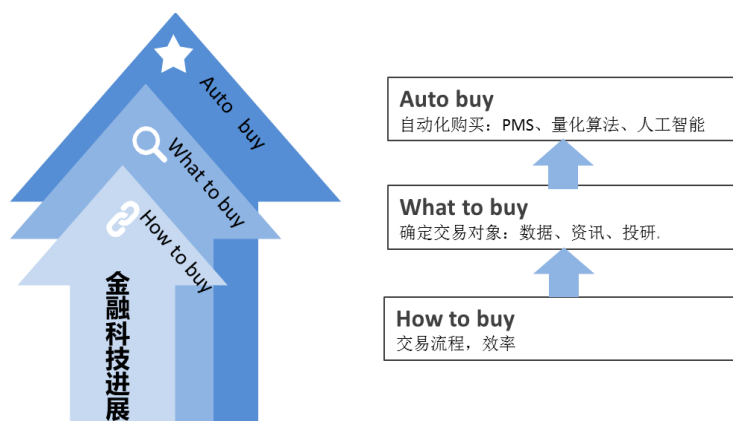 Auto buy
What to buy
How to buy
金融科技进展
Auto buy
自动化购买：PMS、量化算法、人工智能
What to buy
确定交易对象：数据、资讯、投研.
How to buy
交易流程，效率